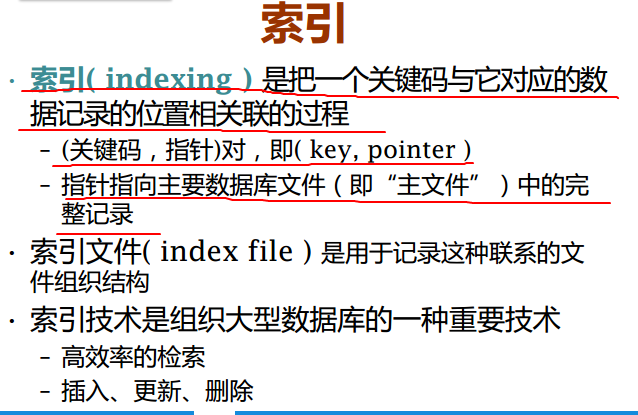 索引
· 索引( indexing ) 是把一个关键码与它对应的数
据记录的位置相关联的过程
– (关键码，指针)对，即( key, pointer )
– 指针指向主要数据库文件（即“主文件” ）中的完
整记录
· 索引文件( index file ) 是用于记录这种联系的文
件组织结构
· 索引技术是组织大型数据库的一种重要技术
– 高效率的检索
– 插入、更新、删除